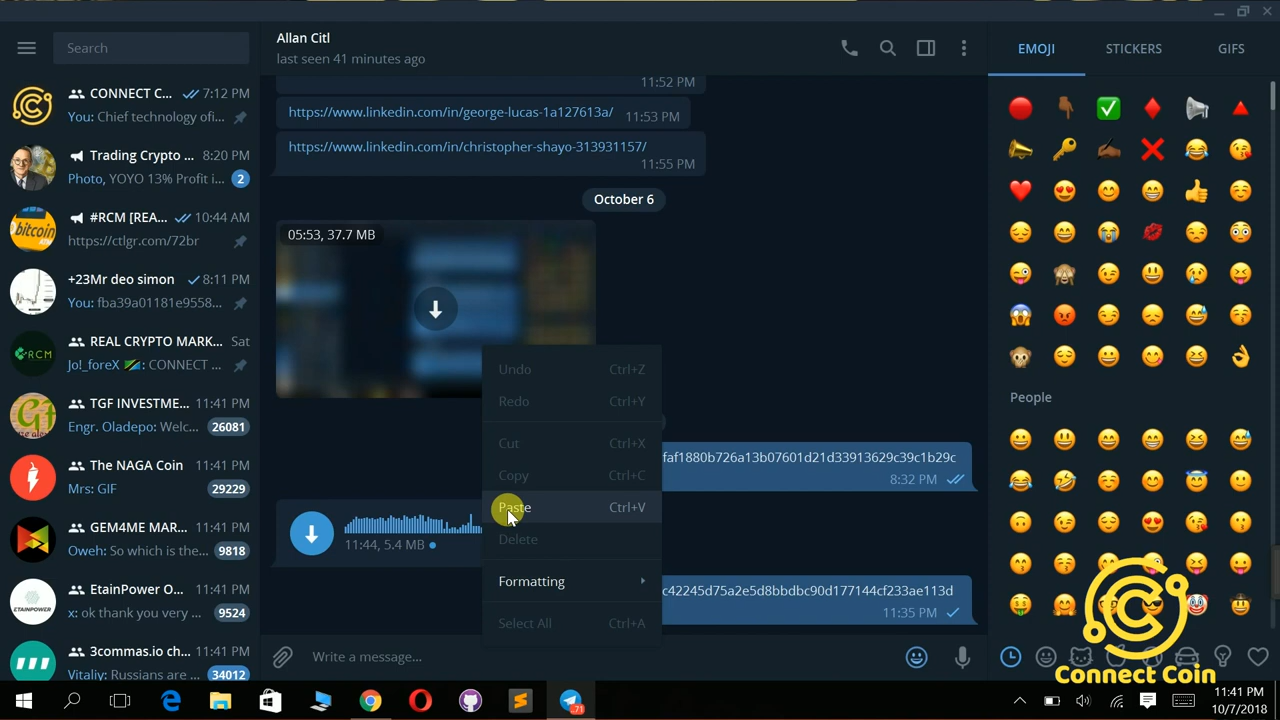 Search
CONNECT C... 7:12 PM
You: Chief technology ofi...
Trading Crypto ... 8:20 PM
Photo, YOYO 13% Profit i... 2
#RCM [REA... 10:44 AM
https://ctlgr.com/72br
+23Mr deo simon 8:11 PM
You: fba39a01181e9558...
REAL CRYPTO MARK... Sat
Jo!_foreX 🇹🇿: CONNECT ...
TGF INVESTME... 11:41 PM
Engr. Oladepo: Welc... 26081
The NAGA Coin 11:41 PM
Mrs: GIF 29229
GEM4ME MAR... 11:41 PM
Oweh: So which is the... 9818
EtainPower O... 11:41 PM
x: ok thank you very ... 9524
3commas.io ch... 11:41 PM
Vitaliy: Russians are ... 34012
Allan Citl
last seen 41 minutes ago
11:52 PM
https://www.linkedin.com/in/george-lucas-1a127613a/ 11:53 PM
https://www.linkedin.com/in/christopher-shayo-313931157/
11:55 PM
October 6
05:53, 37.7 MB
faf1880b726a13b07601d21d33913629c39c1b29c
8:32 PM
11:44, 5.4 MB
c42245d75a2e5d8bbdbc90d177144cf233ae113d
11:35 PM
Undo Ctrl+Z
Redo Ctrl+Y
Cut Ctrl+X
Copy Ctrl+C
Paste Ctrl+V
Delete
Formatting
Select All Ctrl+A
Write a message...
EMOJI STICKERS GIFS
People
Connect Coin
71
11:41 PM
10/7/2018